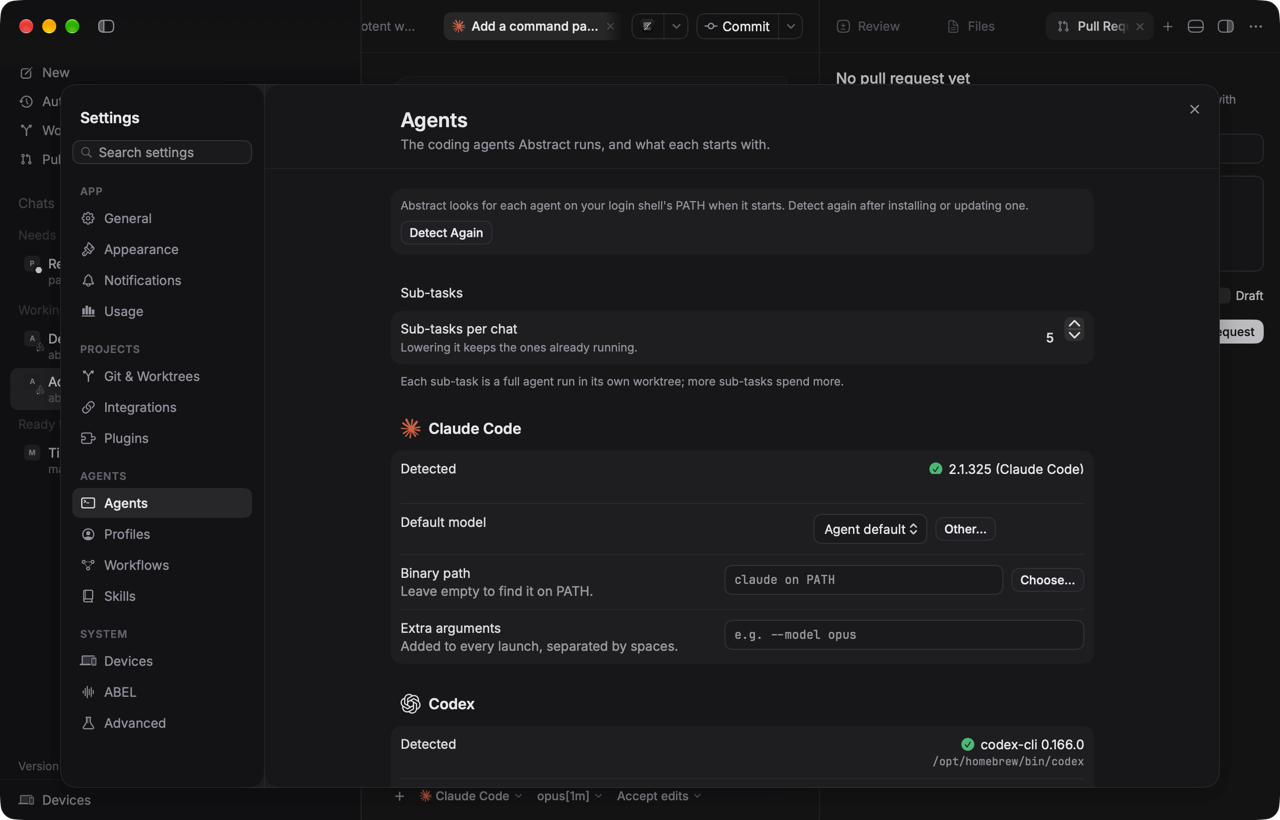 otent w...
Add a command pa...
Commit
Review
Files
Pull Req
No pull request yet
New
Settings
Search settings
APP
General
Appearance
Notifications
Usage
PROJECTS
Git & Worktrees
Integrations
Plugins
AGENTS
Agents
Profiles
Workflows
Skills
SYSTEM
Devices
ABEL
Advanced
Chats
Needs
Ready
Version
Devices
Agents
The coding agents Abstract runs, and what each starts with.
Abstract looks for each agent on your login shell's PATH when it starts. Detect again after installing or updating one.
Detect Again
Sub-tasks
Sub-tasks per chat
5
Lowering it keeps the ones already running.
Each sub-task is a full agent run in its own worktree; more sub-tasks spend more.
Claude Code
Detected
2.1.325 (Claude Code)
Default model
Agent default
Other...
Binary path
Leave empty to find it on PATH.
claude on PATH
Choose...
Extra arguments
Added to every launch, separated by spaces.
e.g. --model opus
Codex
Detected
codex-cli 0.166.0
/opt/homebrew/bin/codex
Claude Code
opus[1m]
Accept edits
Draft
equest